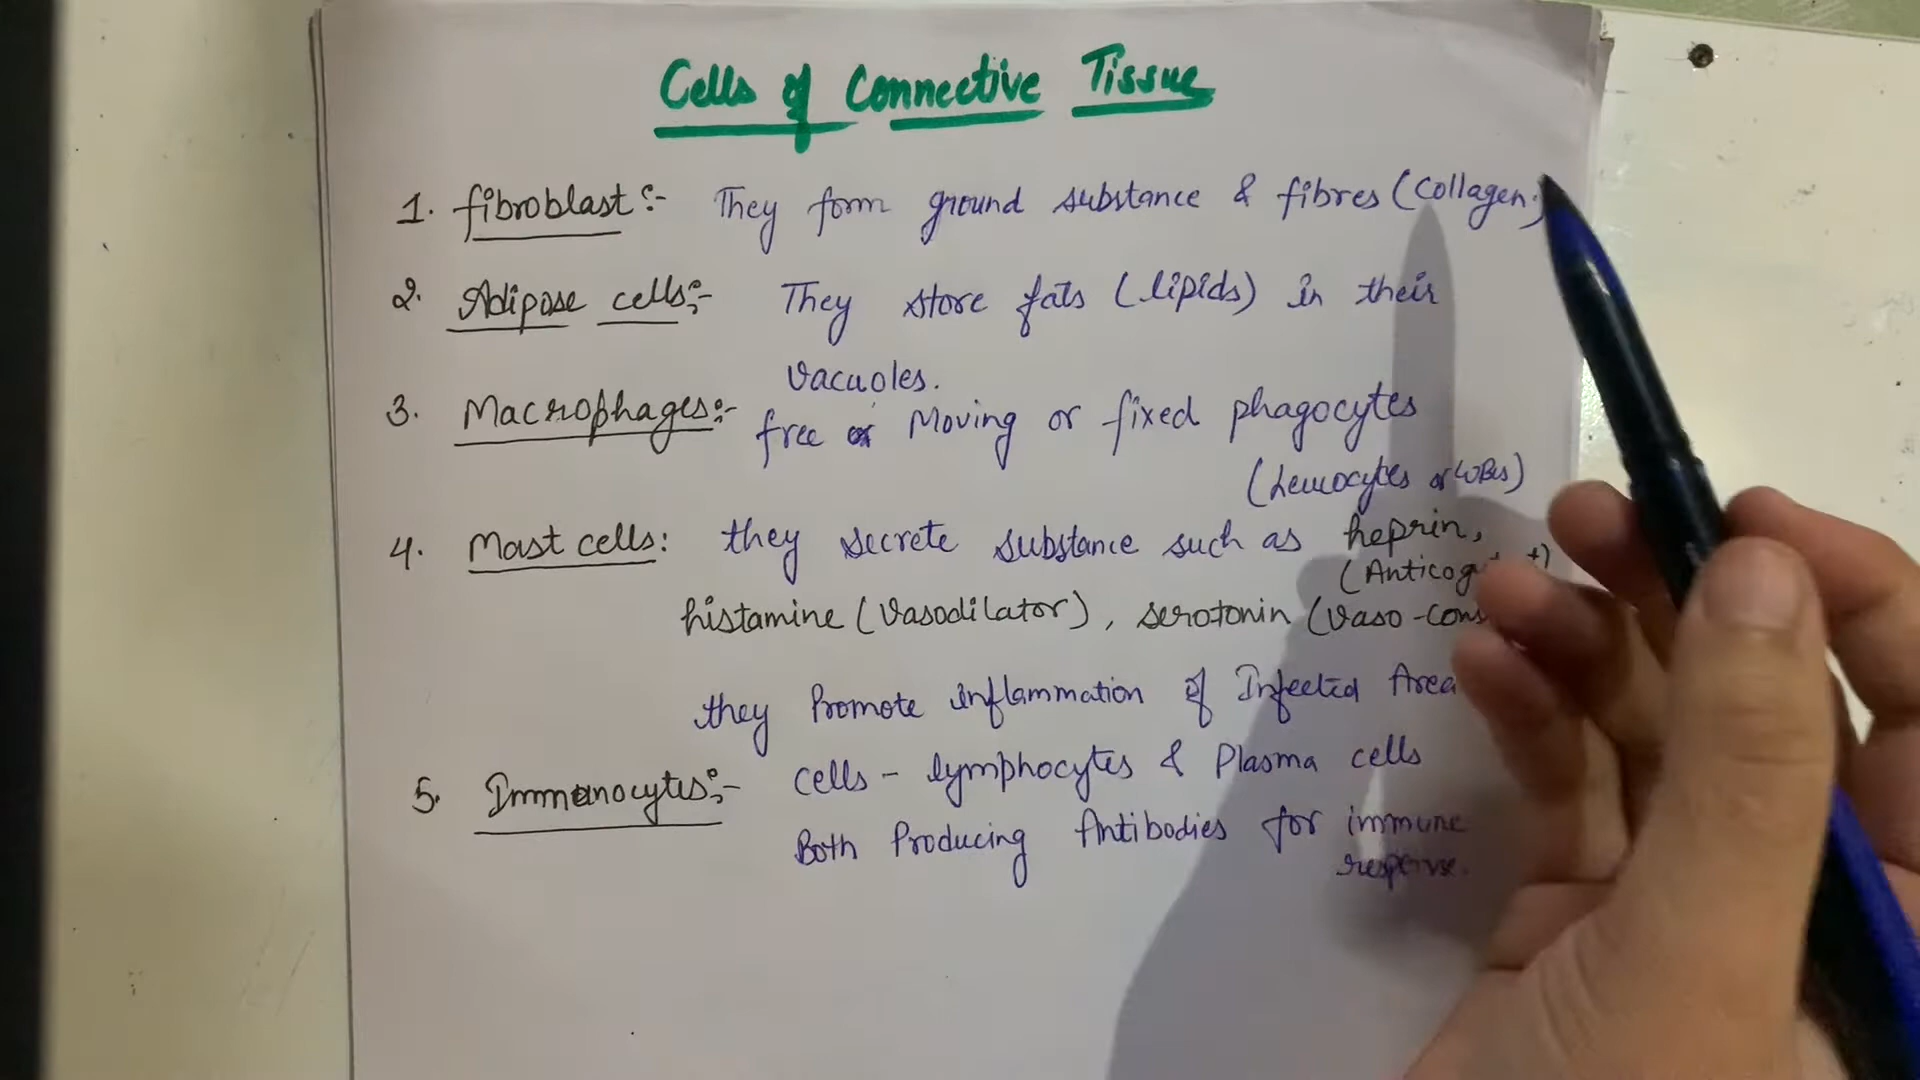 Cells of Connective Tissue
1. fibroblast :- They form ground substance & fibres (Collagen)
2. Adipose cells :- They store fats (lipids) in their
vacuoles.
3. Macrophages :- free or Moving or fixed phagocytes
(Leucocytes or WBCs)
4. Mast cells : they secrete substance such as heprin,
histamine (Vasodilator), serotonin (Vaso-cons
they Promote inflammation of Infected Area
5. Immunocytes :- cells - lymphocytes & Plasma cells
Both Producing Antibodies for immune
response.